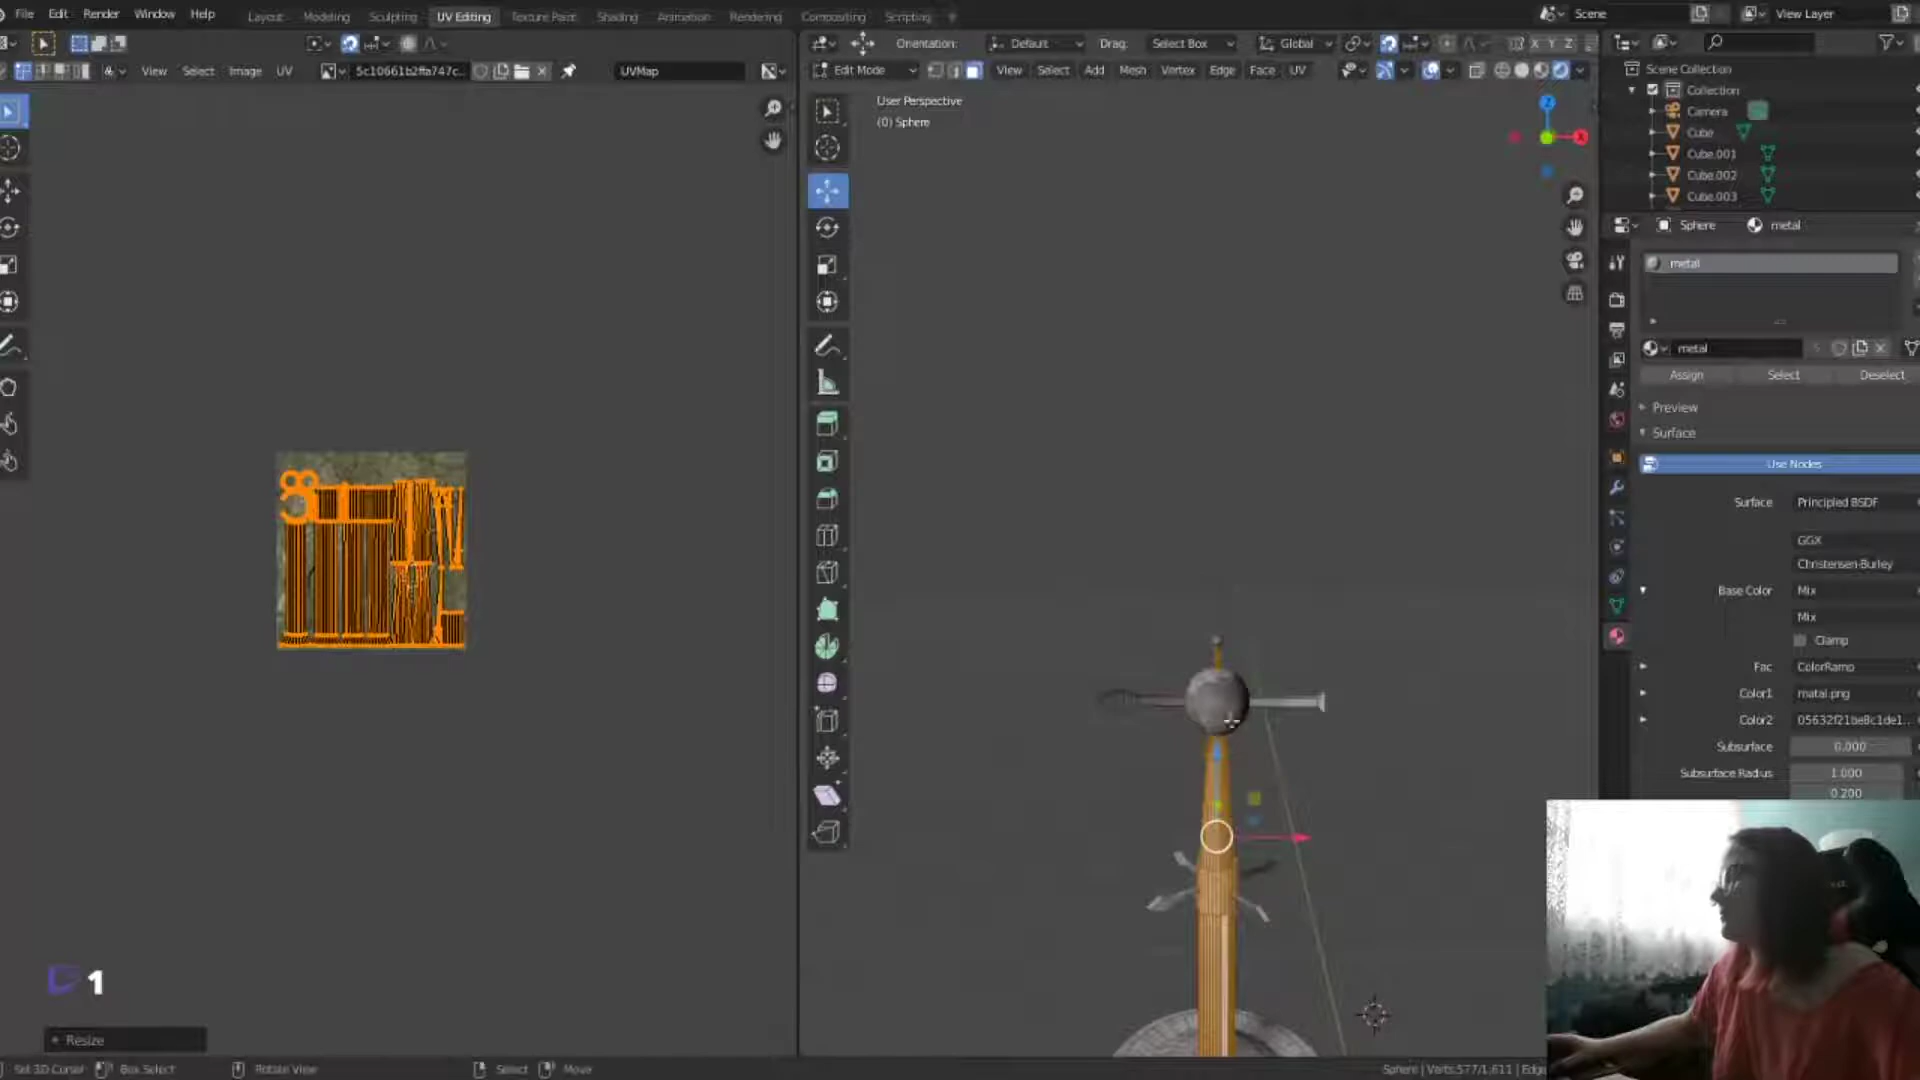 File Edit Render Window Help
Layout Modeling Sculpting UV Editing Texture Paint Shading Animation Rendering Compositing Scripting +
Scene
View Layer
Orientation: Default Drag: Select Box Global
X Y Z
View Select Image UV
5c10661b2ffa747c...
UVMap
Edit Mode View Select Add Mesh Vertex Edge Face UV
User Perspective
(0) Sphere
Z
X
Scene Collection
Collection
Camera
Cube
Cube.001
Cube.002
Cube.003
Sphere metal
metal
metal
Assign Select Deselect
Preview
Surface
Use Nodes
Surface Principled BSDF
GGX
Christensen-Burley
Base Color Mix
Mix
Clamp
Fac ColorRamp
Color1 matal.png
Color2 05632f21be8c1de1...
Subsurface 0.000
Subsurface Radius 1.000
0.200
1
Resize
Set 3D Cursor Box Select Rotate View Select Move
Sphere | Verts:577/1,611 | Edg